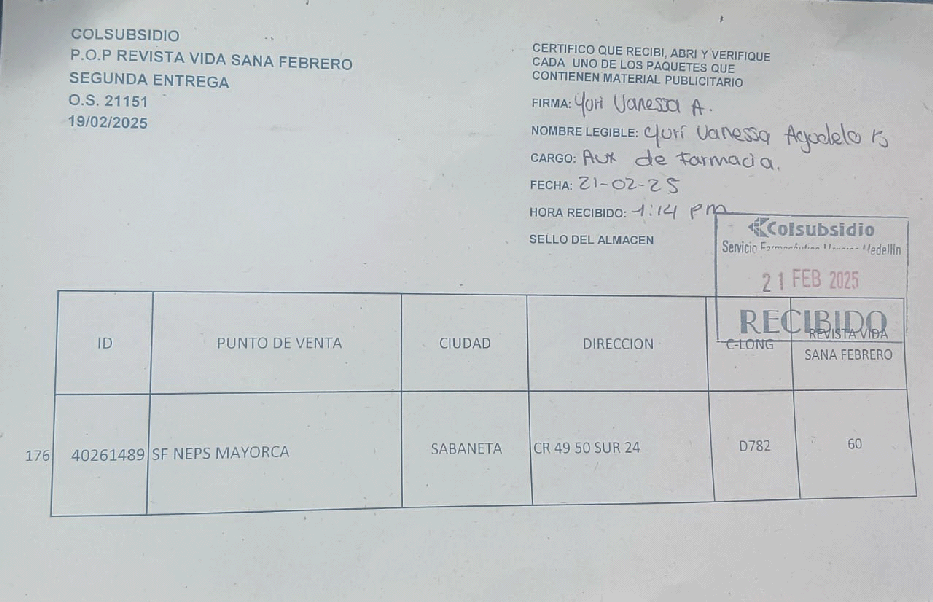 COLSUBSIDIO
P.O.P REVISTA VIDA SANA FEBRERO
SEGUNDA ENTREGA
O.S. 21151
19/02/2025
CERTIFICO QUE RECIBI, ABRI Y VERIFIQUE
CADA UNO DE LOS PAQUETES QUE
CONTIENEN MATERIAL PUBLICITARIO
FIRMA: Yuri Vanessa A.
NOMBRE LEGIBLE: Yuri Vanessa Agudelo
CARGO: Aux de Farmacia.
FECHA: 21-02-25
HORA RECIBIDO: 1:14 pm
SELLO DEL ALMACEN
Colsubsidio
Servicio Medellín
21 FEB 2025
RECIBIDO
ID PUNTO DE VENTA CIUDAD DIRECCION C-LONG REVISTA VIDA
SANA FEBRERO
176 40261489 SF NEPS MAYORCA SABANETA CR 49 50 SUR 24 D782 60